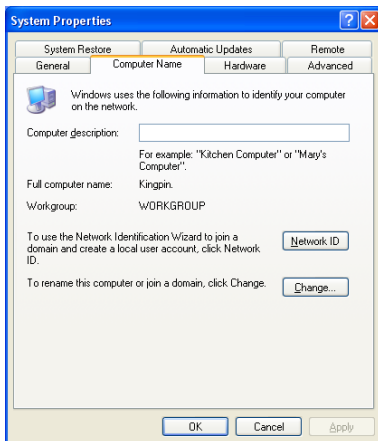 System Properties
System Restore Automatic Updates Remote
General Computer Name Hardware Advanced
Windows uses the following information to identify your computer
on the network.
Computer description:
For example: "Kitchen Computer" or "Mary's
Computer".
Full computer name: Kingpin.
Workgroup: WORKGROUP
To use the Network Identification Wizard to join a
domain and create a local user account, click Network
ID.
Network ID
To rename this computer or join a domain, click Change.
Change...
OK Cancel Apply